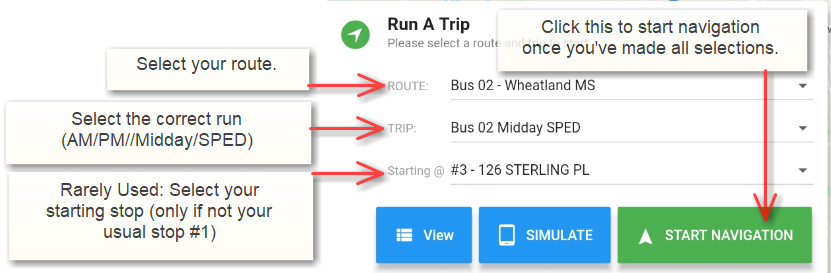 Run A Trip
Please select a route and
Click this to start navigation
once you've made all selections.
Select your route.
ROUTE: Bus 02 - Wheatland MS
Select the correct run
(AM/PM//Midday/SPED)
TRIP: Bus 02 Midday SPED
Rarely Used: Select your
starting stop (only if not your
usual stop #1)
Starting @ #3 - 126 STERLING PL
View SIMULATE START NAVIGATION